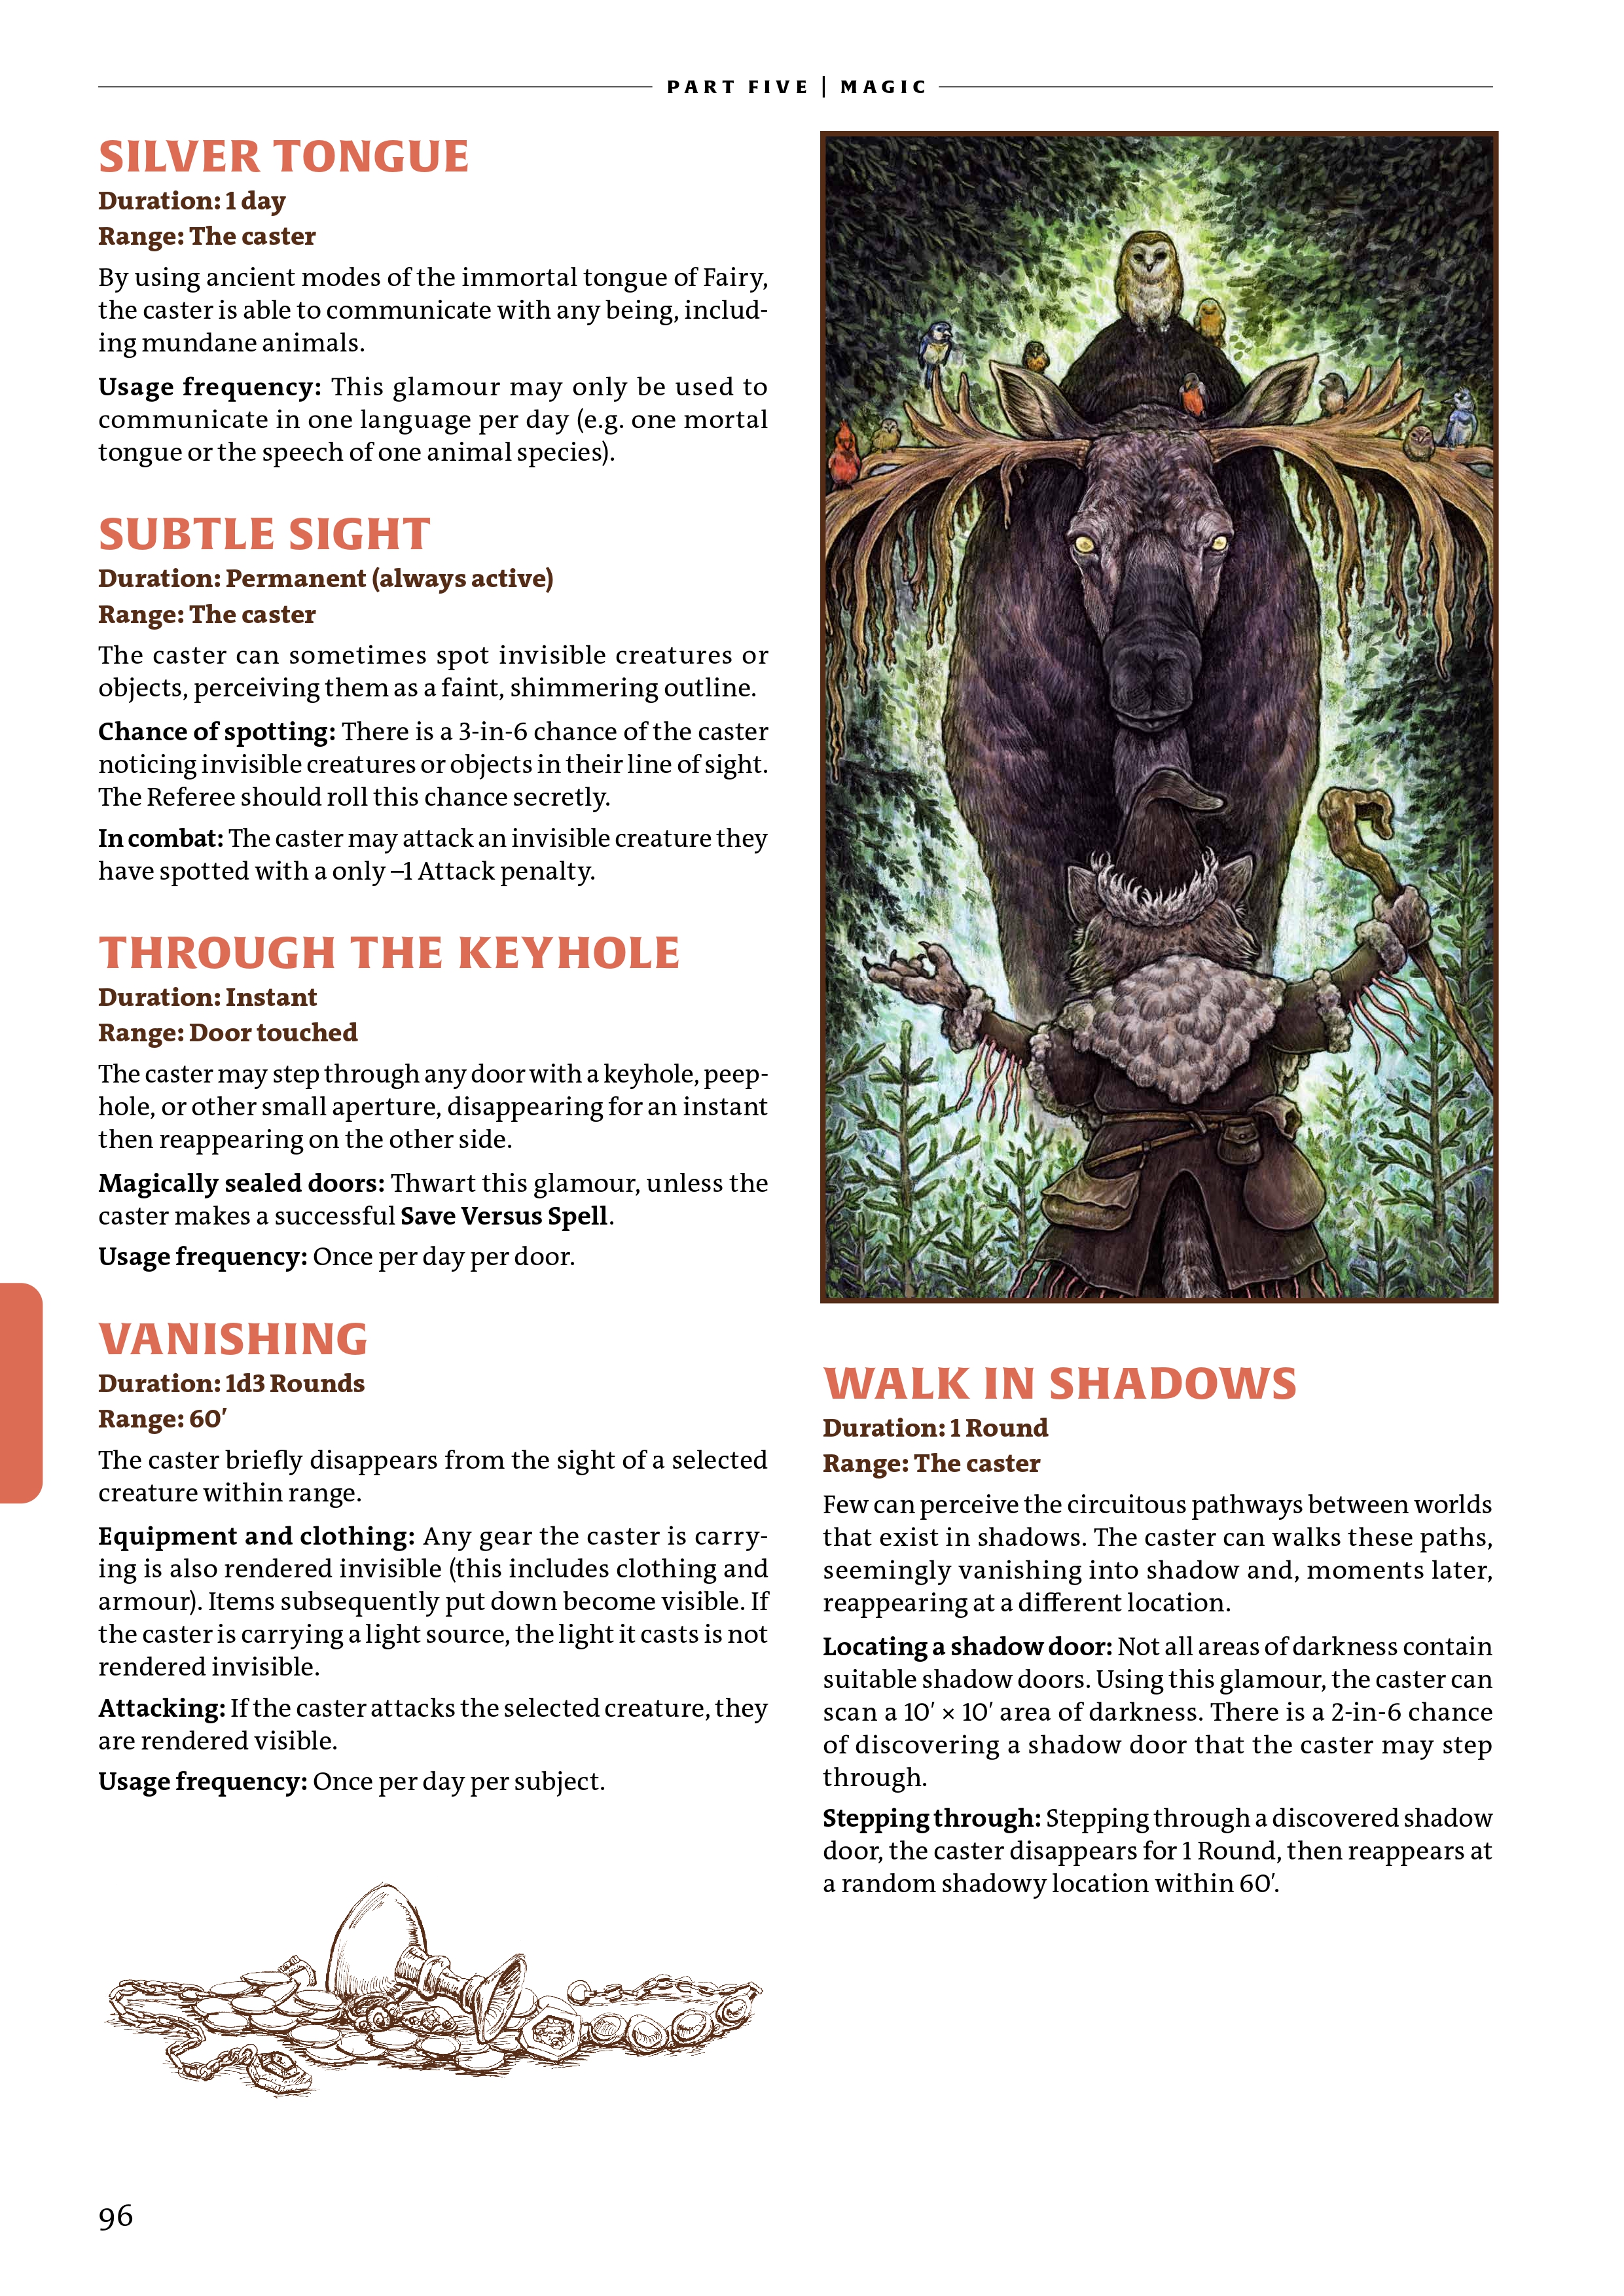 PART FIVE | MAGIC
SILVER TONGUE
Duration: 1 day
Range: The caster
By using ancient modes of the immortal tongue of Fairy,
the caster is able to communicate with any being, includ-
ing mundane animals.
Usage frequency: This glamour may only be used to
communicate in one language per day (e.g. one mortal
tongue or the speech of one animal species).
SUBTLE SIGHT
Duration: Permanent (always active)
Range: The caster
The caster can sometimes spot invisible creatures or
objects, perceiving them as a faint, shimmering outline.
Chance of spotting: There is a 3-in-6 chance of the caster
noticing invisible creatures or objects in their line of sight.
The Referee should roll this chance secretly.
In combat: The caster may attack an invisible creature they
have spotted with a only –1 Attack penalty.
THROUGH THE KEYHOLE
Duration: Instant
Range: Door touched
The caster may step through any door with a keyhole, peep-
hole, or other small aperture, disappearing for an instant
then reappearing on the other side.
Magically sealed doors: Thwart this glamour, unless the
caster makes a successful Save Versus Spell.
Usage frequency: Once per day per door.
VANISHING
Duration: 1d3 Rounds
Range: 60′
The caster briefly disappears from the sight of a selected
creature within range.
Equipment and clothing: Any gear the caster is carry-
ing is also rendered invisible (this includes clothing and
armour). Items subsequently put down become visible. If
the caster is carrying a light source, the light it casts is not
rendered invisible.
Attacking: If the caster attacks the selected creature, they
are rendered visible.
Usage frequency: Once per day per subject.
WALK IN SHADOWS
Duration: 1 Round
Range: The caster
Few can perceive the circuitous pathways between worlds
that exist in shadows. The caster can walks these paths,
seemingly vanishing into shadow and, moments later,
reappearing at a different location.
Locating a shadow door: Not all areas of darkness contain
suitable shadow doors. Using this glamour, the caster can
scan a 10′ × 10′ area of darkness. There is a 2-in-6 chance
of discovering a shadow door that the caster may step
through.
Stepping through: Stepping through a discovered shadow
door, the caster disappears for 1 Round, then reappears at
a random shadowy location within 60′.
96